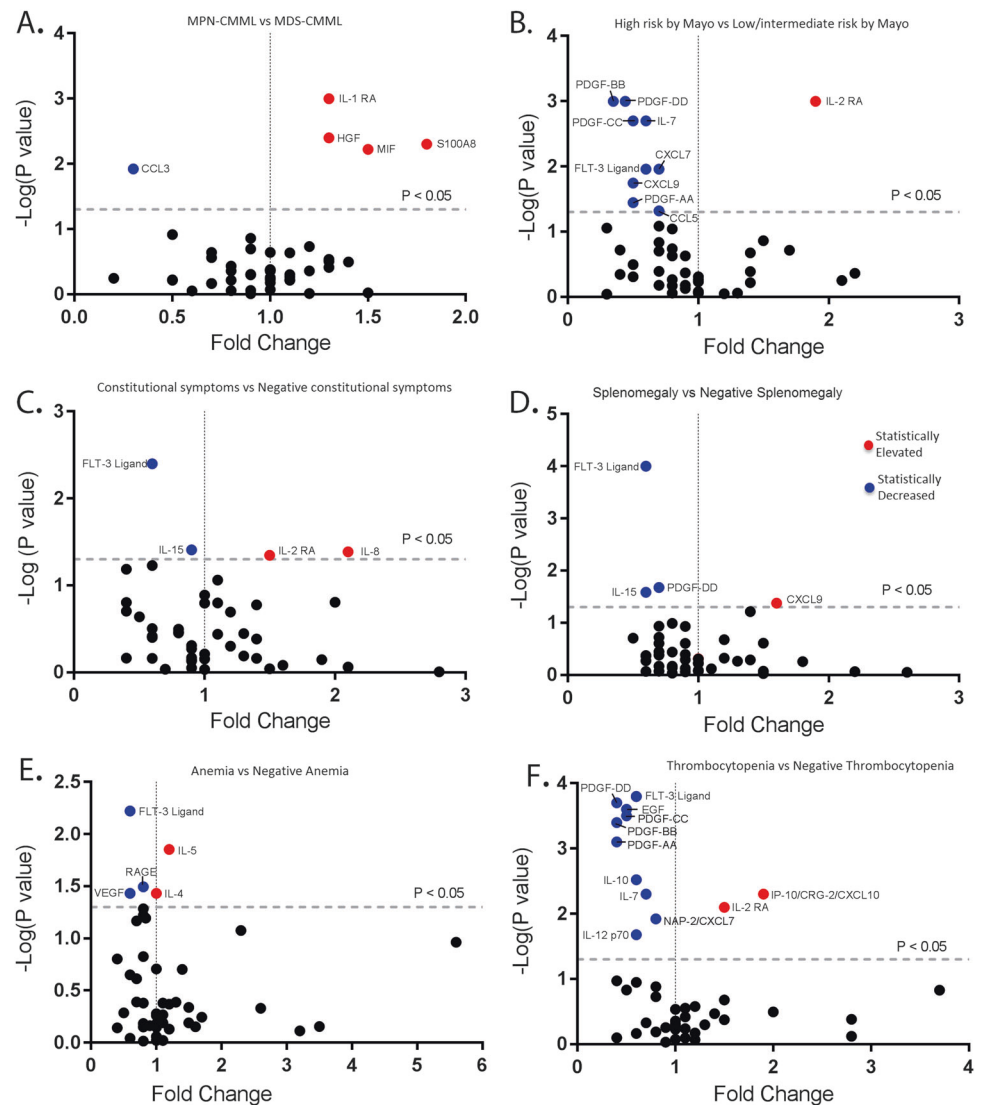 A.
MPN-CMML vs MDS-CMML
4
3
2
1
0
-Log(P value)
IL-1 RA
HGF
MIF
S100A8
CCL3
P < 0.05
0.0
0.5
1.0
1.5
2.0
Fold Change
B.
High risk by Mayo vs Low/intermediate risk by Mayo
4
3
2
1
0
-Log(P value)
PDGF-BB
PDGF-DD
IL-2 RA
PDGF-CC
IL-7
CXCL7
FLT-3 Ligand
CXCL9
PDGF-AA
CCL5
P < 0.05
0
1
2
3
Fold Change
C.
Constitutional symptoms vs Negative constitutional symptoms
3
2
1
0
-Log (P value)
FLT-3 Ligand
IL-15
IL-2 RA
IL-8
P < 0.05
0
1
2
3
Fold Change
D.
Splenomegaly vs Negative Splenomegaly
5
4
3
2
1
0
-Log(P value)
Statistically
Elevated
Statistically
Decreased
FLT-3 Ligand
IL-15
PDGF-DD
CXCL9
P < 0.05
0
1
2
3
Fold Change
E.
Anemia vs Negative Anemia
2.5
2.0
1.5
1.0
0.5
0.0
-Log(P value)
FLT-3 Ligand
IL-5
RAGE
VEGF
IL-4
P < 0.05
0
1
2
3
4
5
6
Fold Change
F.
Thrombocytopenia vs Negative Thrombocytopenia
4
3
2
1
0
-Log(P value)
PDGF-DD
FLT-3 Ligand
EGF
PDGF-CC
PDGF-BB
PDGF-AA
IL-10
IL-7
IP-10/CRG-2/CXCL10
IL-2 RA
NAP-2/CXCL7
IL-12 p70
P < 0.05
0
1
2
3
4
Fold Change